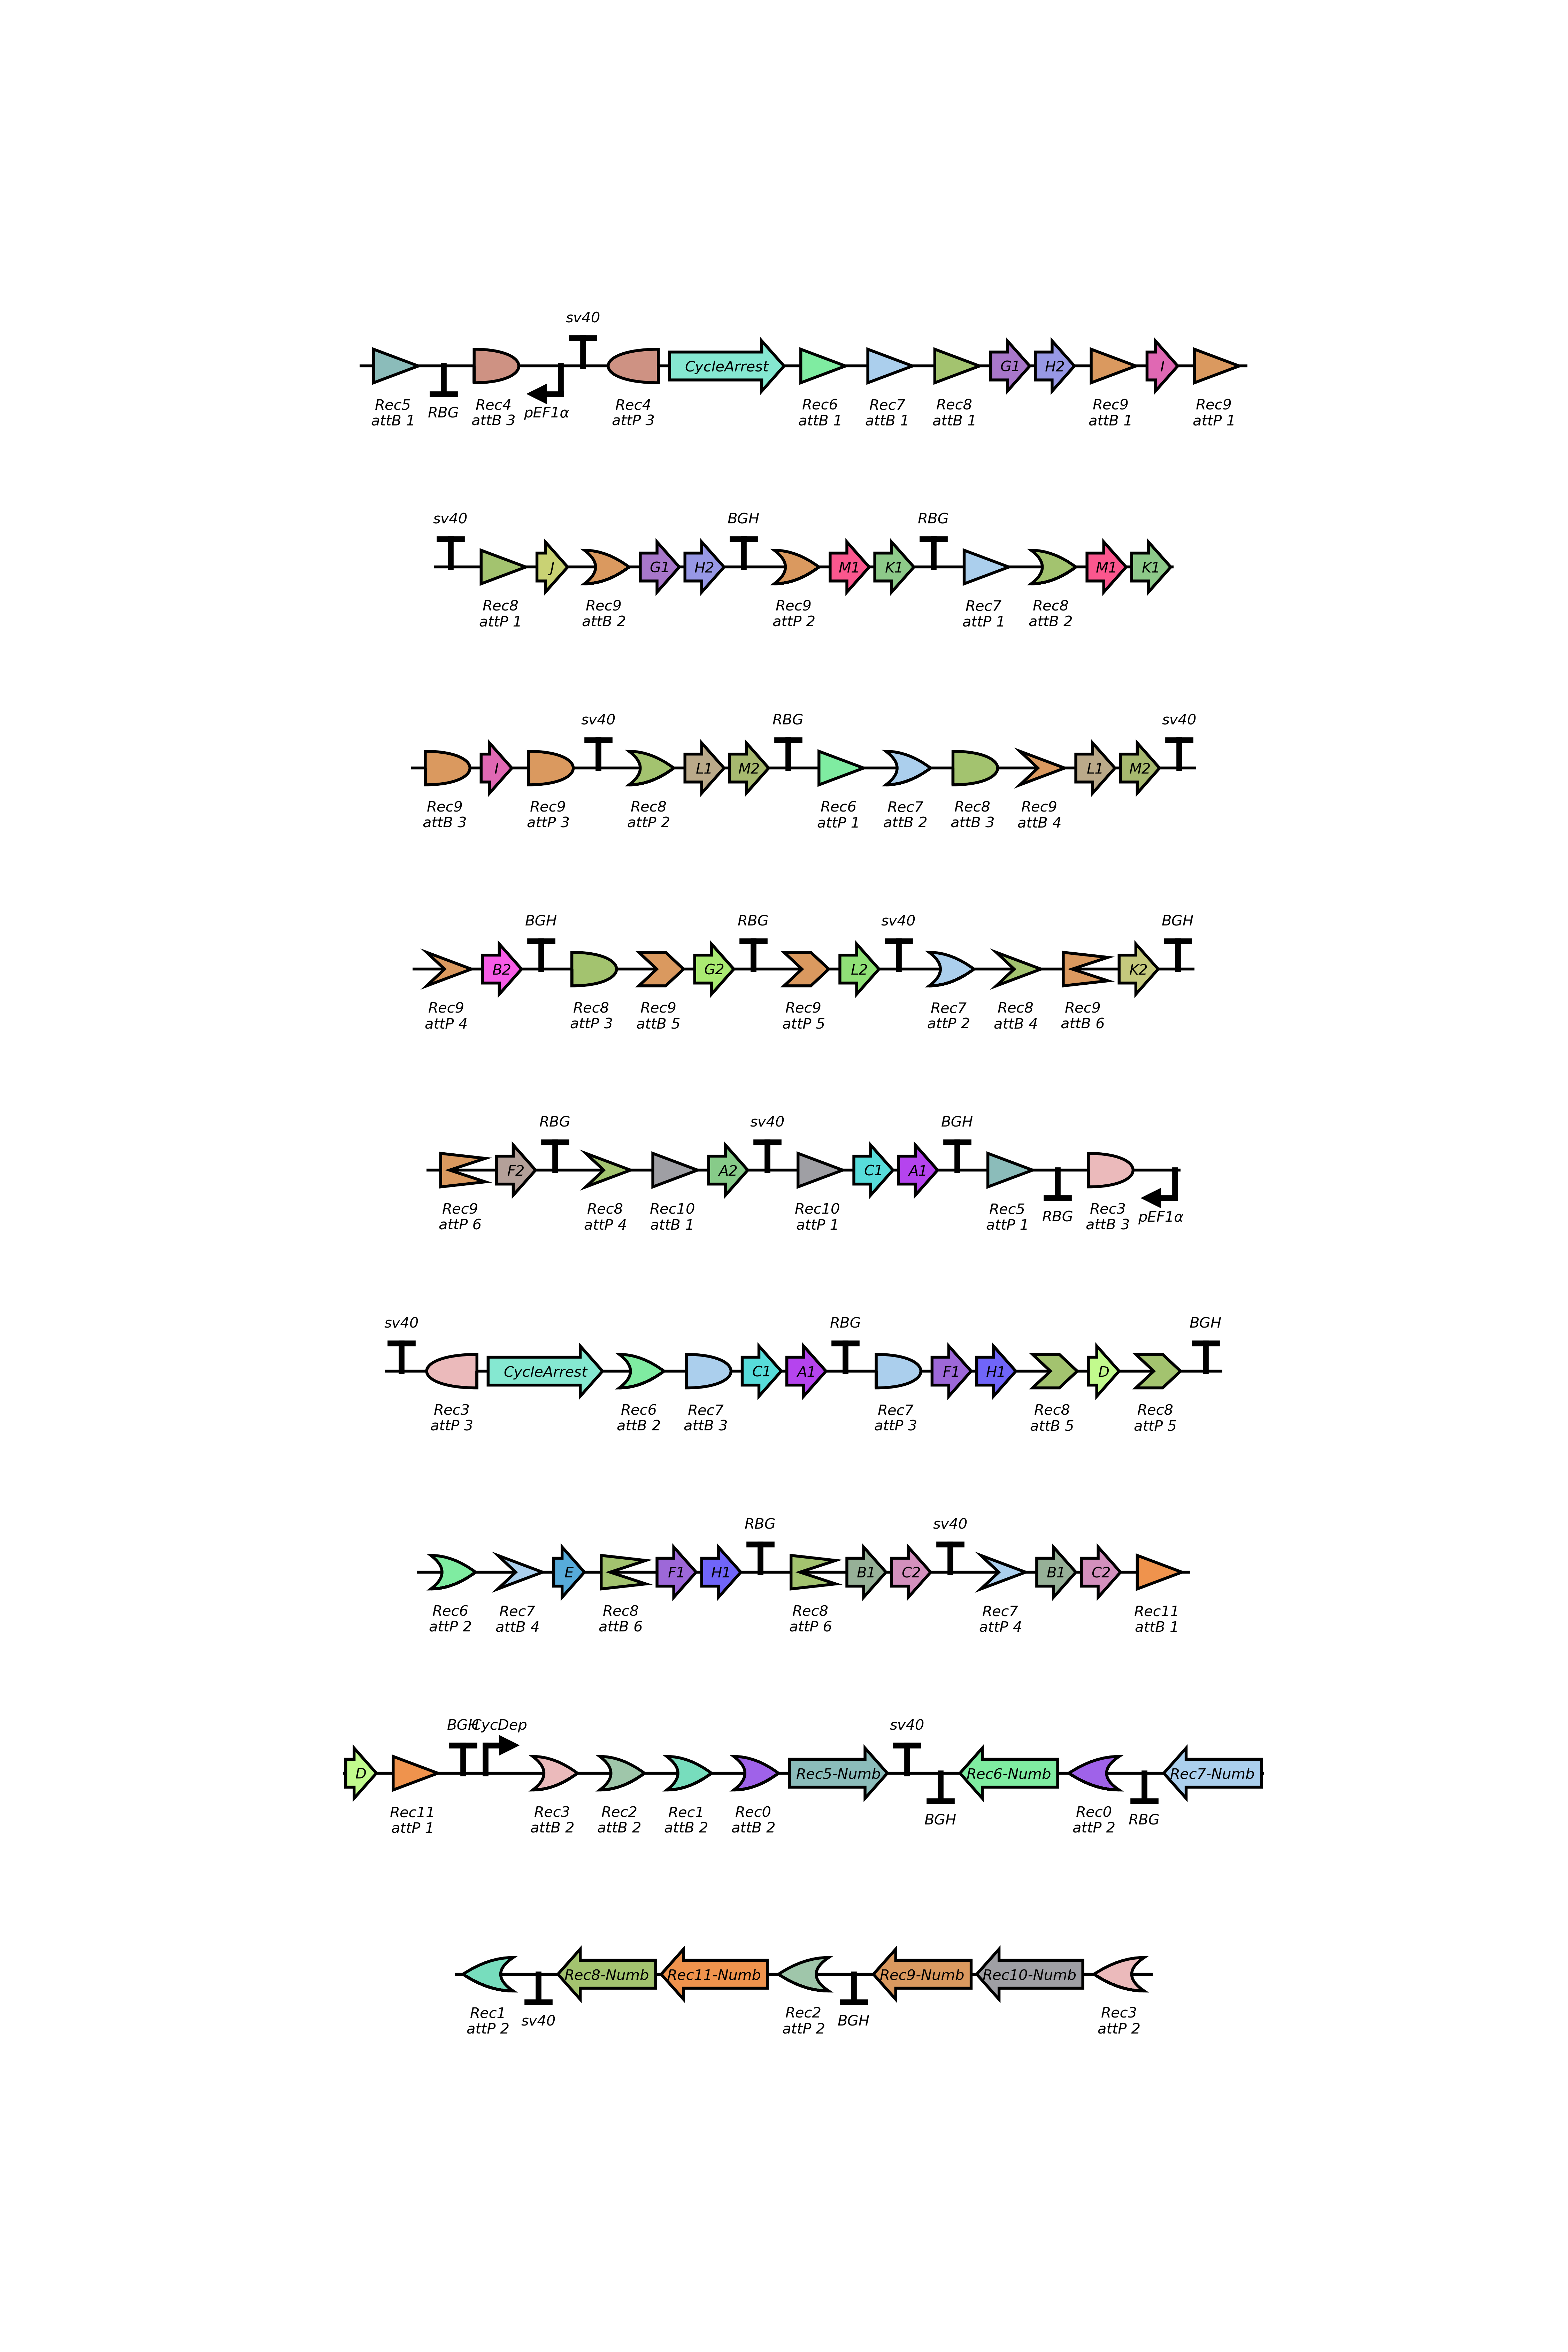 sv40
CycleArrest G1 H2 I
Rec5 RBG Rec4 pEF1α Rec4 Rec6 Rec7 Rec8 Rec9 Rec9
attB 1 attB 3 attP 3 attB 1 attB 1 attB 1 attB 1 attP 1
sv40 BGH RBG
J G1 H2 M1 K1 M1 K1
Rec8 Rec9 Rec9 Rec7 Rec8
attP 1 attB 2 attP 2 attP 1 attB 2
sv40 RBG sv40
I L1 M2 L1 M2
Rec9 Rec9 Rec8 Rec6 Rec7 Rec8 Rec9
attB 3 attP 3 attP 2 attP 1 attB 2 attB 3 attB 4
BGH RBG sv40 BGH
B2 G2 L2 K2
Rec9 Rec8 Rec9 Rec9 Rec7 Rec8 Rec9
attP 4 attP 3 attB 5 attP 5 attP 2 attB 4 attB 6
RBG sv40 BGH
F2 A2 C1 A1
Rec9 Rec8 Rec10 Rec10 Rec5 RBG Rec3 pEF1α
attP 6 attP 4 attB 1 attP 1 attP 1 attB 3
sv40 RBG BGH
CycleArrest C1 A1 F1 H1 D
Rec3 Rec6 Rec7 Rec7 Rec8 Rec8
attP 3 attB 2 attB 3 attP 3 attB 5 attP 5
RBG sv40
E F1 H1 B1 C2 B1 C2
Rec6 Rec7 Rec8 Rec8 Rec7 Rec11
attP 2 attB 4 attB 6 attP 6 attP 4 attB 1
BGH CycDep sv40
D Rec5-Numb Rec6-Numb Rec7-Numb
Rec11 Rec3 Rec2 Rec1 Rec0 BGH Rec0 RBG
attP 1 attB 2 attB 2 attB 2 attB 2 attP 2
Rec8-Numb Rec11-Numb Rec9-Numb Rec10-Numb
Rec1 sv40 Rec2 BGH Rec3
attP 2 attP 2 attP 2